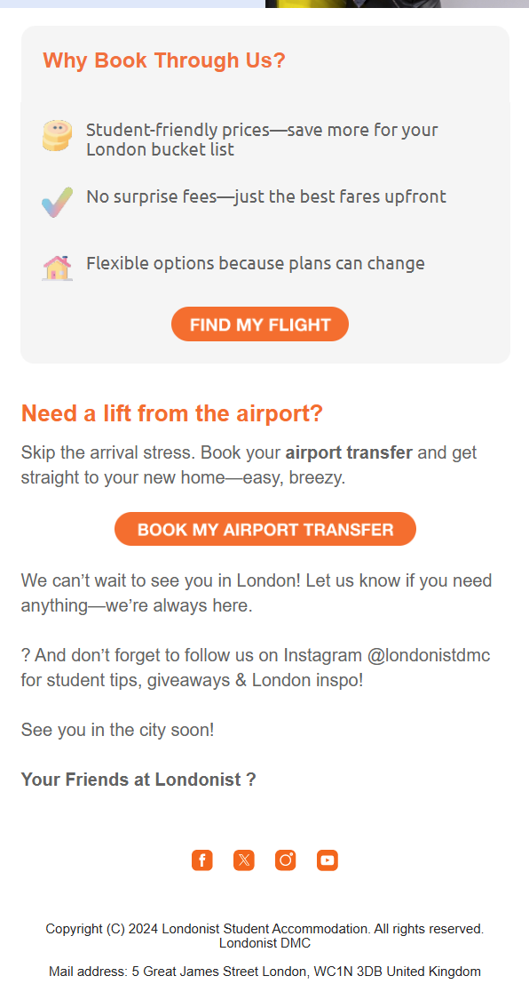 Why Book Through Us?
Student-friendly prices—save more for your
London bucket list
No surprise fees—just the best fares upfront
Flexible options because plans can change
FIND MY FLIGHT
Need a lift from the airport?
Skip the arrival stress. Book your airport transfer and get
straight to your new home—easy, breezy.
BOOK MY AIRPORT TRANSFER
We can’t wait to see you in London! Let us know if you need
anything—we’re always here.
? And don’t forget to follow us on Instagram @londonistdmc
for student tips, giveaways & London inspo!
See you in the city soon!
Your Friends at Londonist ?
Copyright (C) 2024 Londonist Student Accommodation. All rights reserved.
Londonist DMC
Mail address: 5 Great James Street London, WC1N 3DB United Kingdom